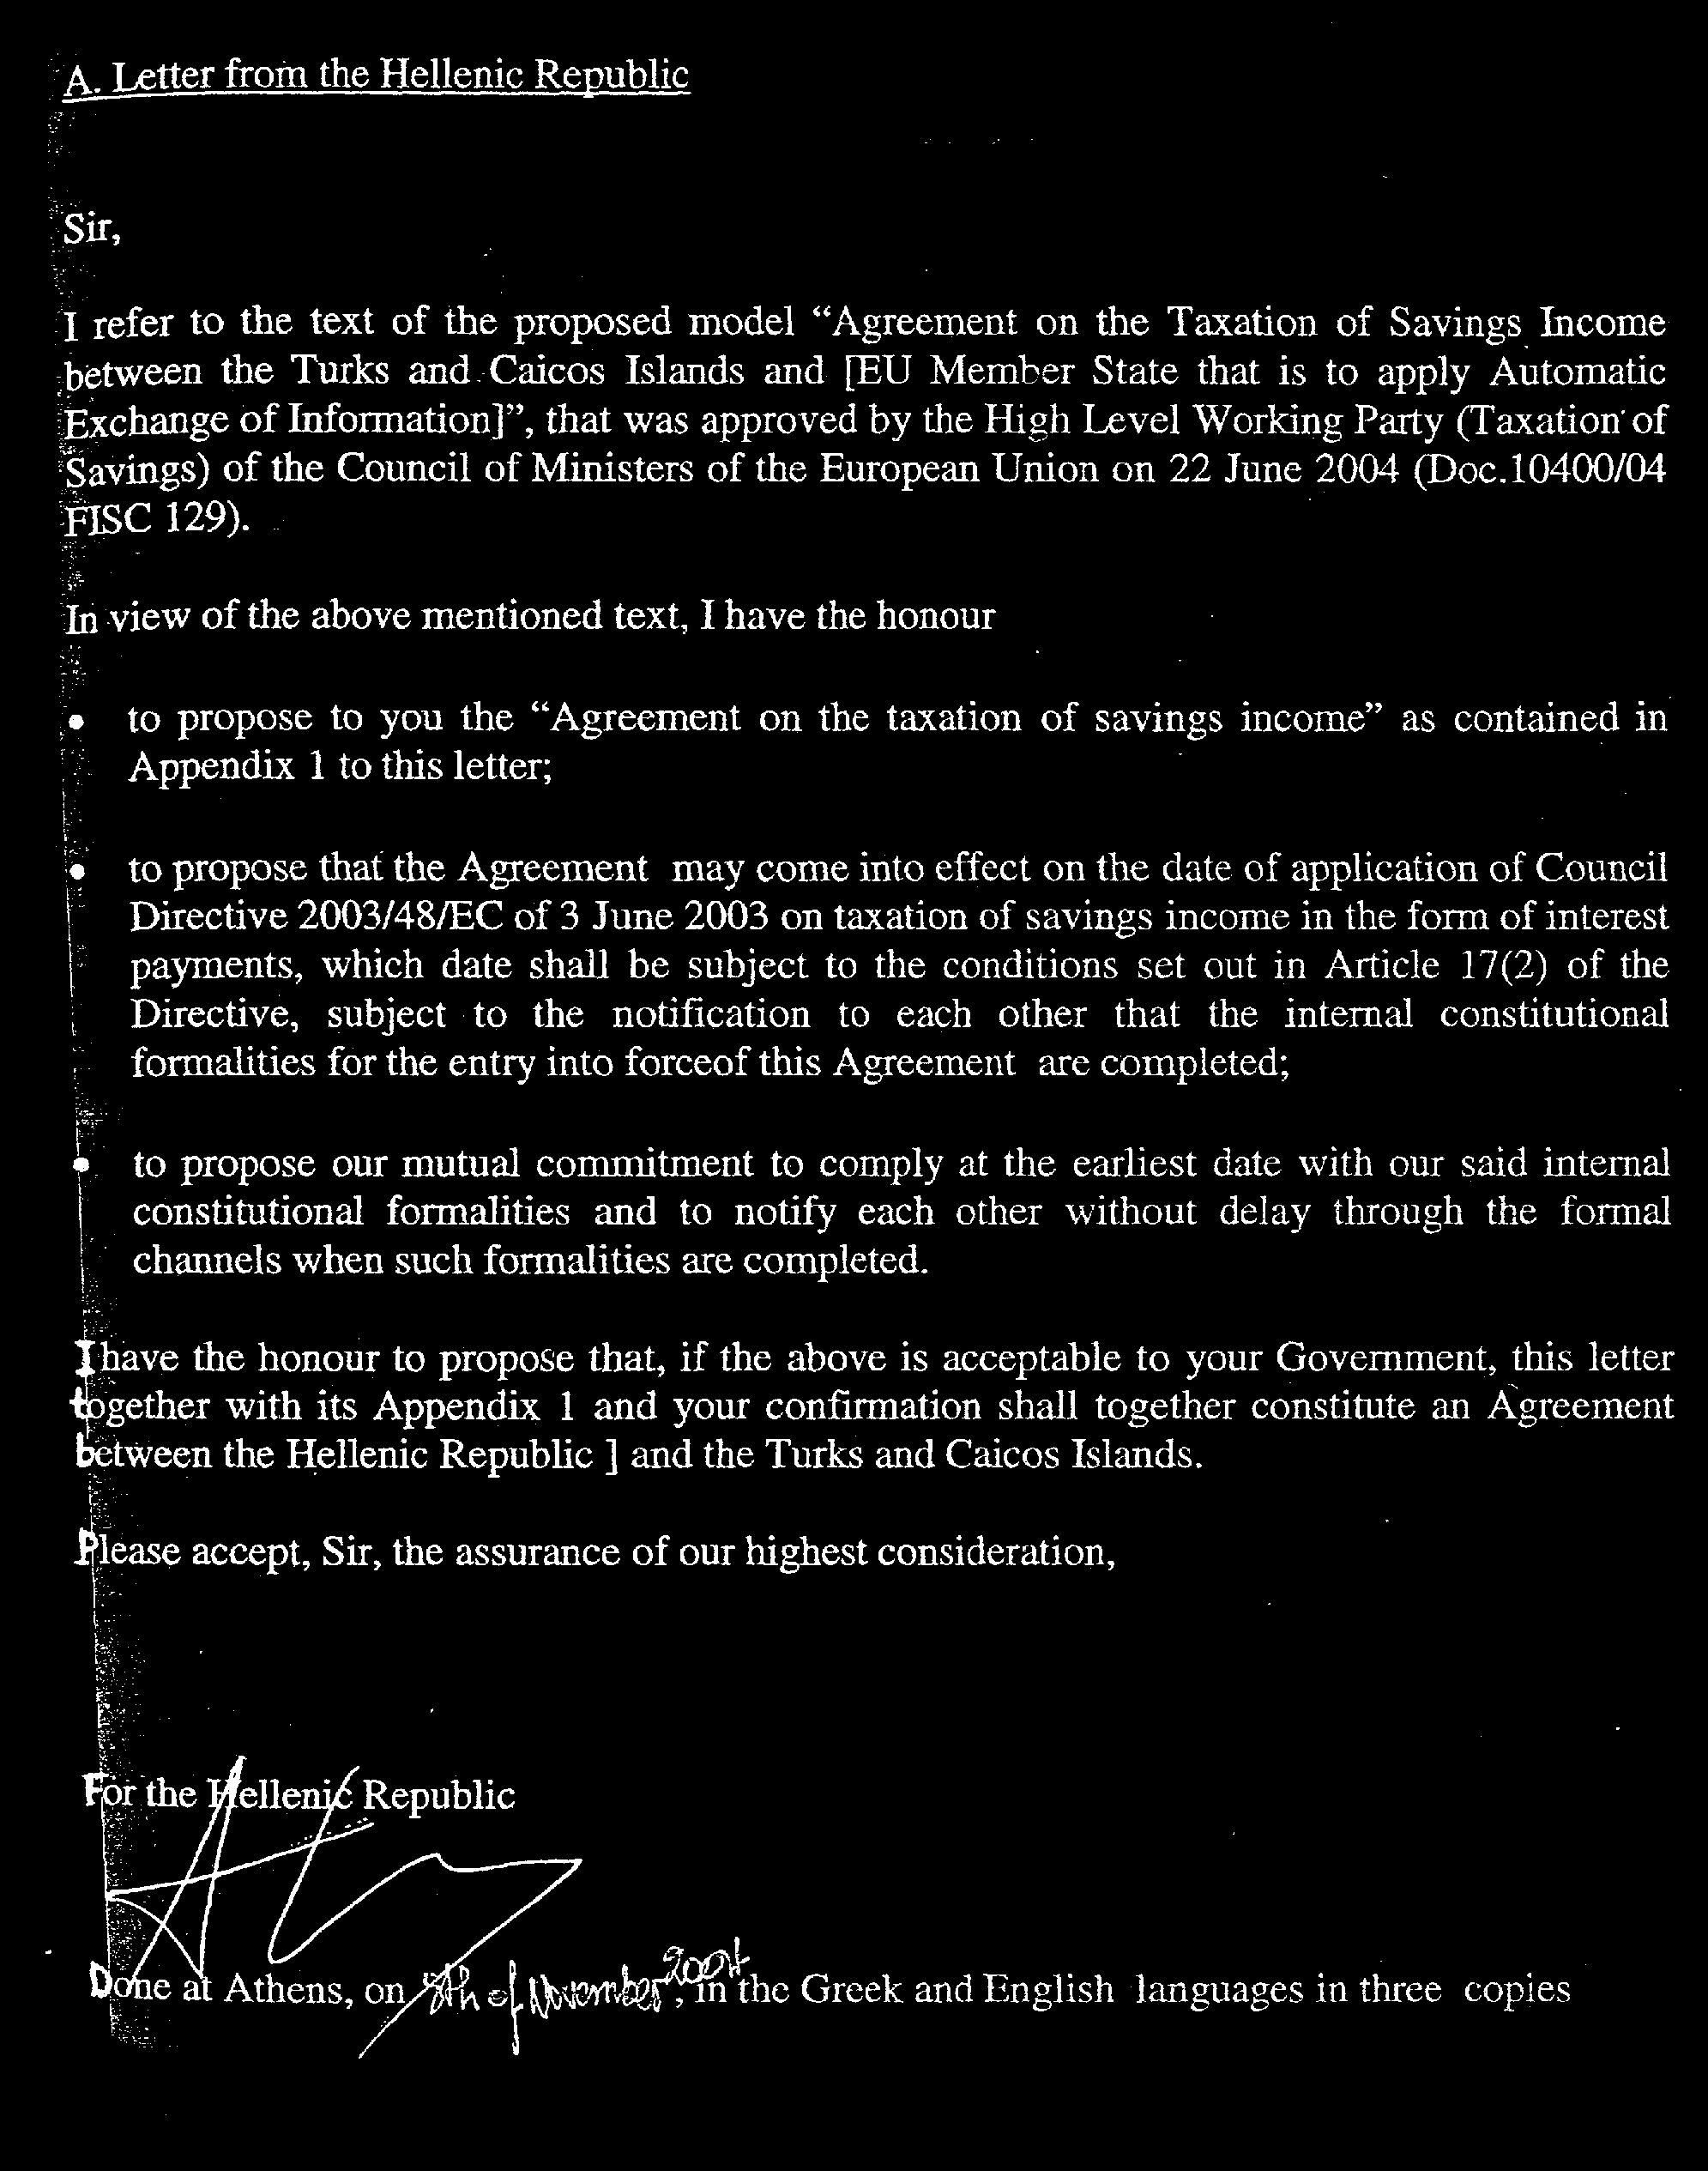 A. Letter from the Hellenic Republic
Sir,
I refer to the text of the proposed model “Agreement on the Taxation of Savings Income
between the Turks and Caicos Islands and [EU Member State that is to apply Automatic
Exchange of Information]”, that was approved by the High Level Working Party (Taxation of
Savings) of the Council of Ministers of the European Union on 22 June 2004 (Doc.10400/04
FISC 129).
In view of the above mentioned text, I have the honour
• to propose to you the “Agreement on the taxation of savings income” as contained in
Appendix 1 to this letter;
• to propose that the Agreement may come into effect on the date of application of Council
Directive 2003/48/EC of 3 June 2003 on taxation of savings income in the form of interest
payments, which date shall be subject to the conditions set out in Article 17(2) of the
Directive, subject to the notification to each other that the internal constitutional
formalities for the entry into forceof this Agreement are completed;
• to propose our mutual commitment to comply at the earliest date with our said internal
constitutional formalities and to notify each other without delay through the formal
channels when such formalities are completed.
I have the honour to propose that, if the above is acceptable to your Government, this letter
together with its Appendix 1 and your confirmation shall together constitute an Agreement
between the Hellenic Republic ] and the Turks and Caicos Islands.
Please accept, Sir, the assurance of our highest consideration,
For the Hellenic Republic
Done at Athens, on of November 2004, in the Greek and English languages in three copies